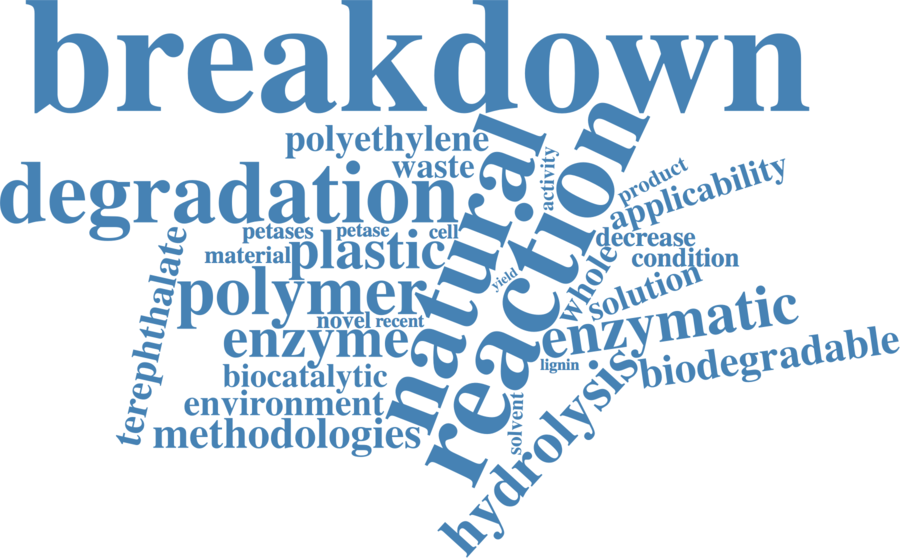 breakdown
polyethylene
waste
degradation
natural
reaction
activity
product
applicability
petases
petase
cell
decrease
material
plastic
condition
whole
terephthalate
polymer
yield
solution
novel
recent
enzyme
enzymatic
lignin
biodegradable
biocatalytic
environment
solvent
methodologies
hydrolysis